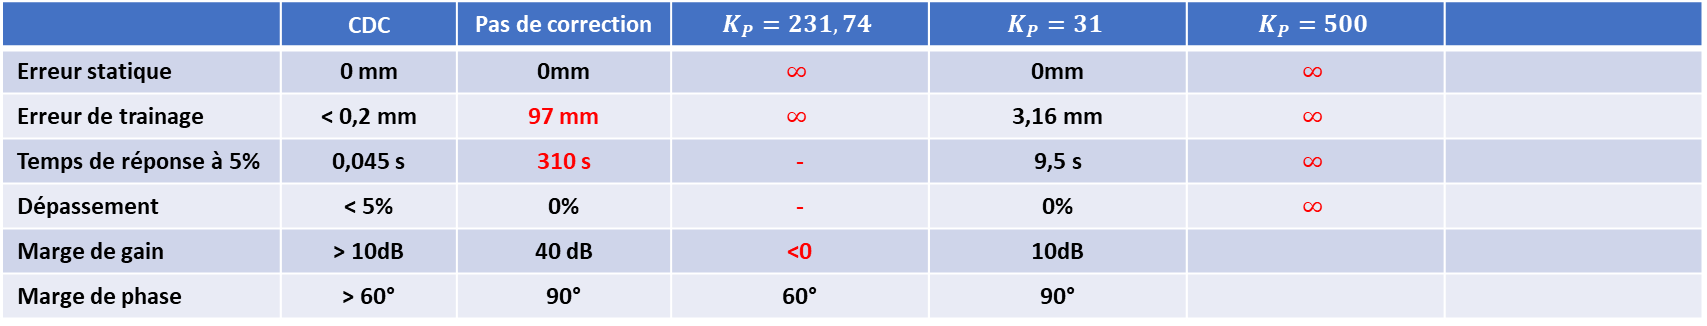 CDC Pas de correction K_P = 231,74 K_P = 31 K_P = 500
Erreur statique 0 mm 0mm ∞ 0mm ∞
Erreur de trainage < 0,2 mm 97 mm ∞ 3,16 mm ∞
Temps de réponse à 5% 0,045 s 310 s - 9,5 s ∞
Dépassement < 5% 0% - 0% ∞
Marge de gain > 10dB 40 dB <0 10dB
Marge de phase > 60° 90° 60° 90°